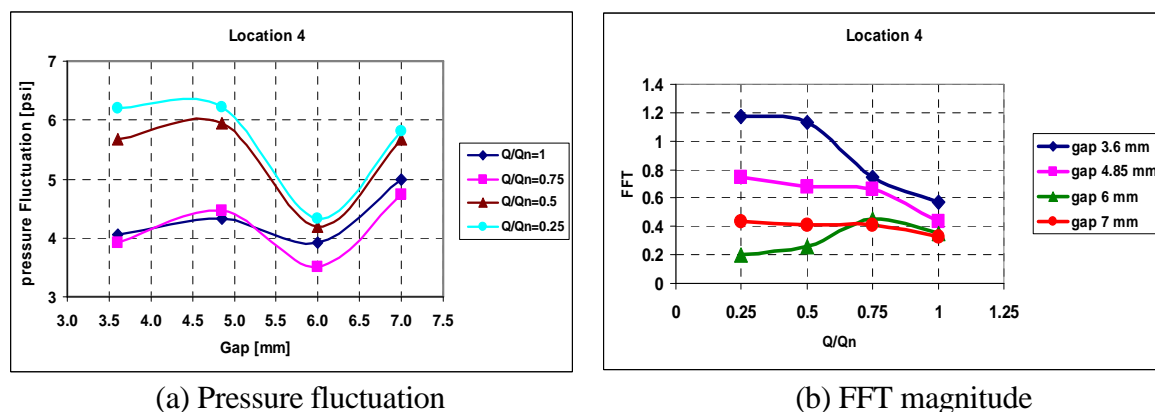 Location 4
pressure Fluctuation [psi]
7
6
5
4
3
3.0 3.5 4.0 4.5 5.0 5.5 6.0 6.5 7.0 7.5
Gap [mm]
Q/Qn=1
Q/Qn=0.75
Q/Qn=0.5
Q/Qn=0.25
(a) Pressure fluctuation
Location 4
FFT
1.4
1.2
1
0.8
0.6
0.4
0.2
0
0 0.25 0.5 0.75 1 1.25
Q/Qn
gap 3.6 mm
gap 4.85 mm
gap 6 mm
gap 7 mm
(b) FFT magnitude